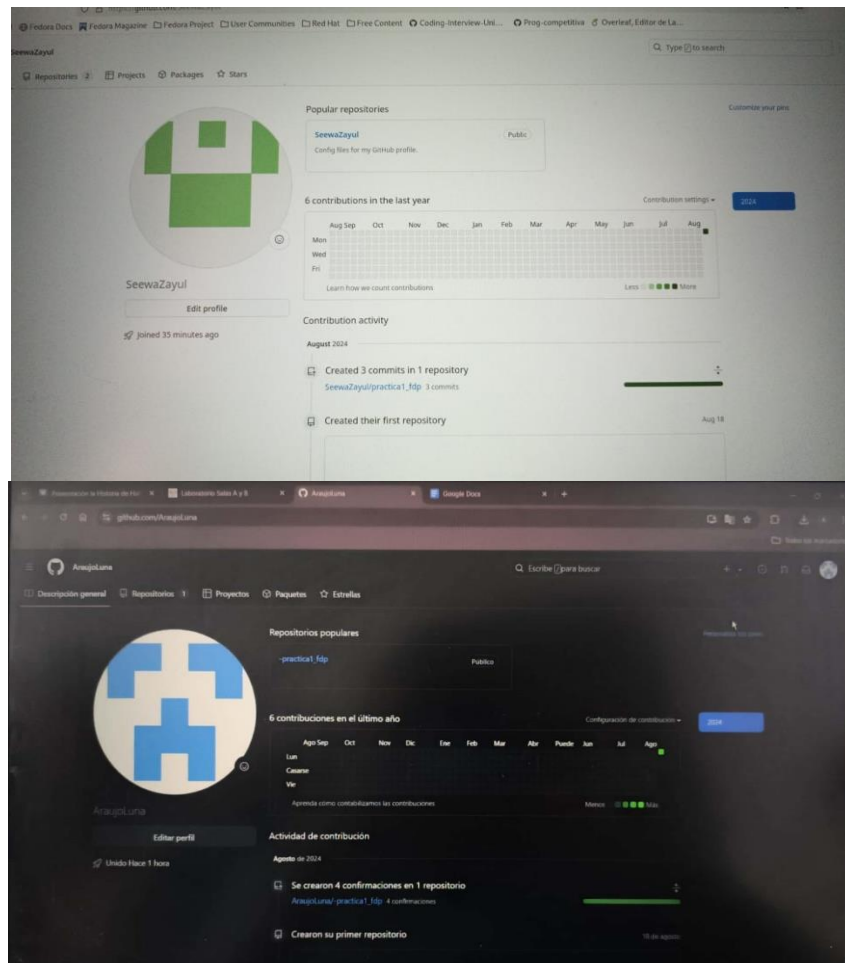 Fedora Docs Fedora Magazine Fedora Project User Communities Red Hat Free Content Coding-Interview-Uni... Prog-competitiva Overleaf, Editor de La...
SeewaZayul
Type / to search
Repositories 2 Projects Packages Stars
Popular repositories
Customize your pins
SeewaZayul Public
Config files for my GitHub profile.
6 contributions in the last year
Contribution settings
2024
Aug Sep Oct Nov Dec Jan Feb Mar Apr May Jun Jul Aug
Mon
Wed
Fri
Learn how we count contributions
Less More
SeewaZayul
Edit profile
Joined 35 minutes ago
Contribution activity
August 2024
Created 3 commits in 1 repository
SeewaZayul/practica1_fdp 3 commits
Created their first repository
Aug 18
Laboratorio Salas A y B
AraujoLuna
Google Docs
github.com/AraujoLuna
AraujoLuna
Escribe / para buscar
Descripción general Repositorios 1 Proyectos Paquetes Estrellas
Repositorios populares
-practica1_fdp Público
6 contribuciones en el último año
Configuración de contribución
2024
Ago Sep Oct Nov Dic Ene Feb Mar Abr Puede Jun Jul Ago
Lun
Casarse
Vie
Aprenda cómo contabilizamos las contribuciones
Menos Más
AraujoLuna
Editar perfil
Unido Hace 1 hora
Actividad de contribución
Agosto de 2024
Se crearon 4 confirmaciones en 1 repositorio
AraujoLuna/-practica1_fdp 4 confirmaciones
Crearon su primer repositorio
18 de agosto